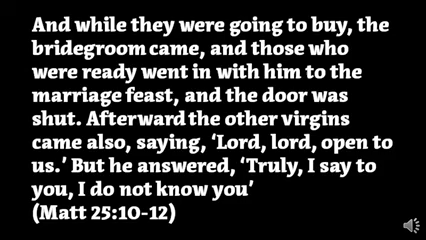 And while they were going to buy, the
bridegroom came, and those who
were ready went in with him to the
marriage feast, and the door was
shut. Afterward the other virgins
came also, saying, ‘Lord, lord, open to
us.’ But he answered, ‘Truly, I say to
you, I do not know you’
(Matt 25:10-12)